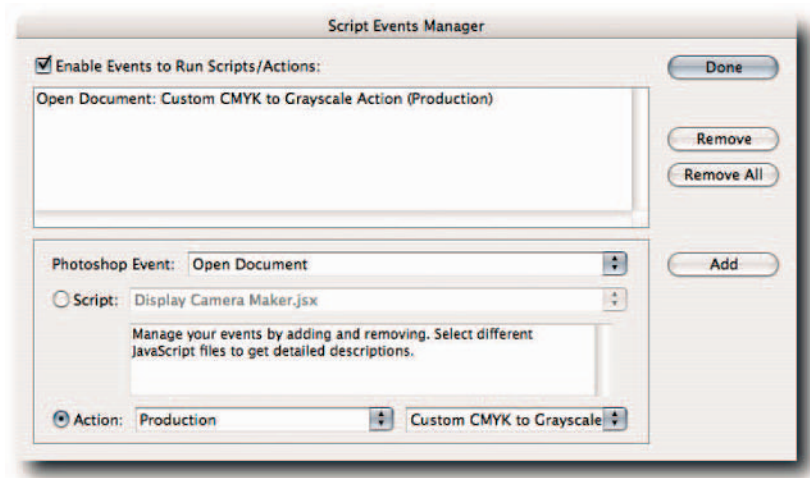 Script Events Manager
Enable Events to Run Scripts/Actions:
Done
Open Document: Custom CMYK to Grayscale Action (Production)
Remove
Remove All
Photoshop Event: Open Document
Add
Script: Display Camera Maker.jsx
Manage your events by adding and removing. Select different
JavaScript files to get detailed descriptions.
Action: Production Custom CMYK to Grayscale